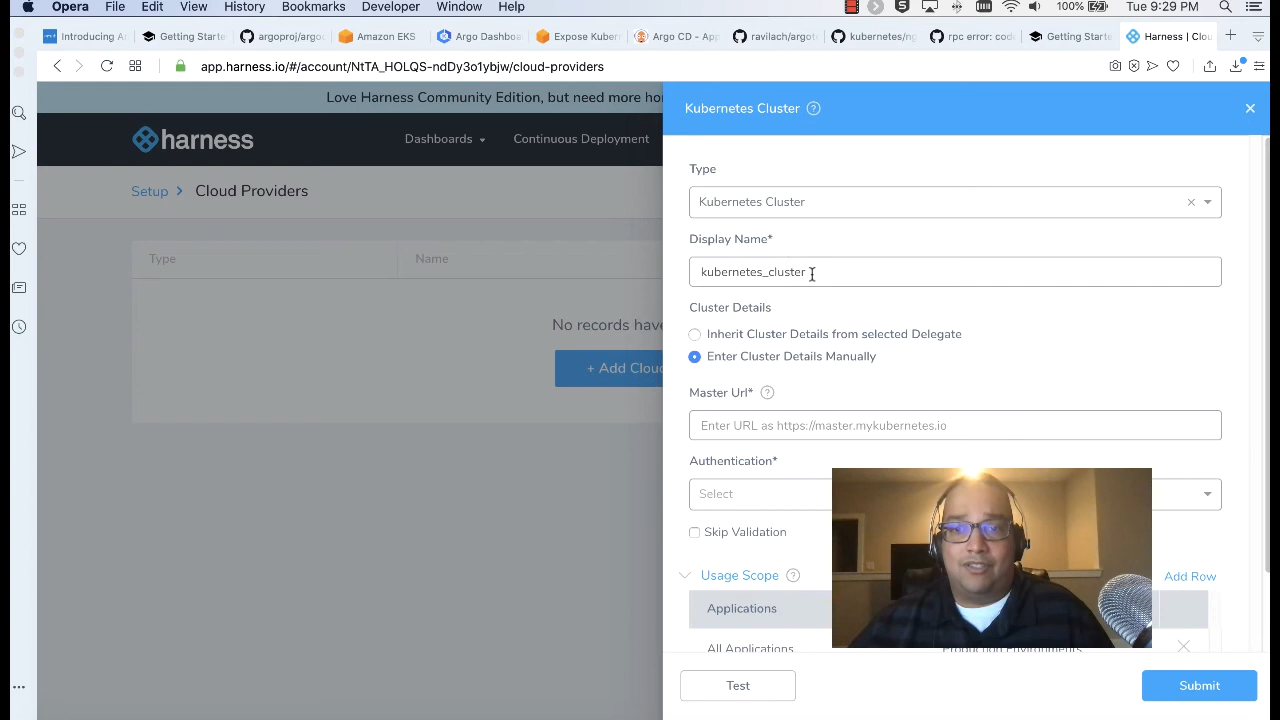 Opera File Edit View History Bookmarks Developer Window Help 100% Tue 9:29 PM
Introducing A Getting Starte argoproj/argo Amazon EKS Argo Dashbo Expose Kuber Argo CD - App ravilach/argot kubernetes/ng rpc error: cod Getting Starte Harness | Clou
app.harness.io/#/account/NtTA_HOLQS-ndDy3o1ybjw/cloud-providers
Love Harness Community Edition, but need more ho
harness Dashboards Continuous Deployment
Setup > Cloud Providers
Type Name
No records have
+ Add Clou
Kubernetes Cluster ?
Type
Kubernetes Cluster
Display Name*
kubernetes_cluster
Cluster Details
Inherit Cluster Details from selected Delegate
Enter Cluster Details Manually
Master Url* ?
Enter URL as https://master.mykubernetes.io
Authentication*
Select
Skip Validation
Usage Scope ? Add Row
Applications
All Applications Production Environments
Test Submit